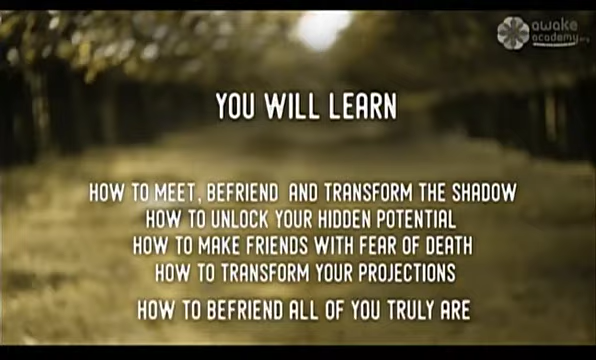 awake
academy.org
YOU WILL LEARN
HOW TO MEET, BEFRIEND AND TRANSFORM THE SHADOW
HOW TO UNLOCK YOUR HIDDEN POTENTIAL
HOW TO MAKE FRIENDS WITH FEAR OF DEATH
HOW TO TRANSFORM YOUR PROJECTIONS
HOW TO BEFRIEND ALL OF YOU TRULY ARE